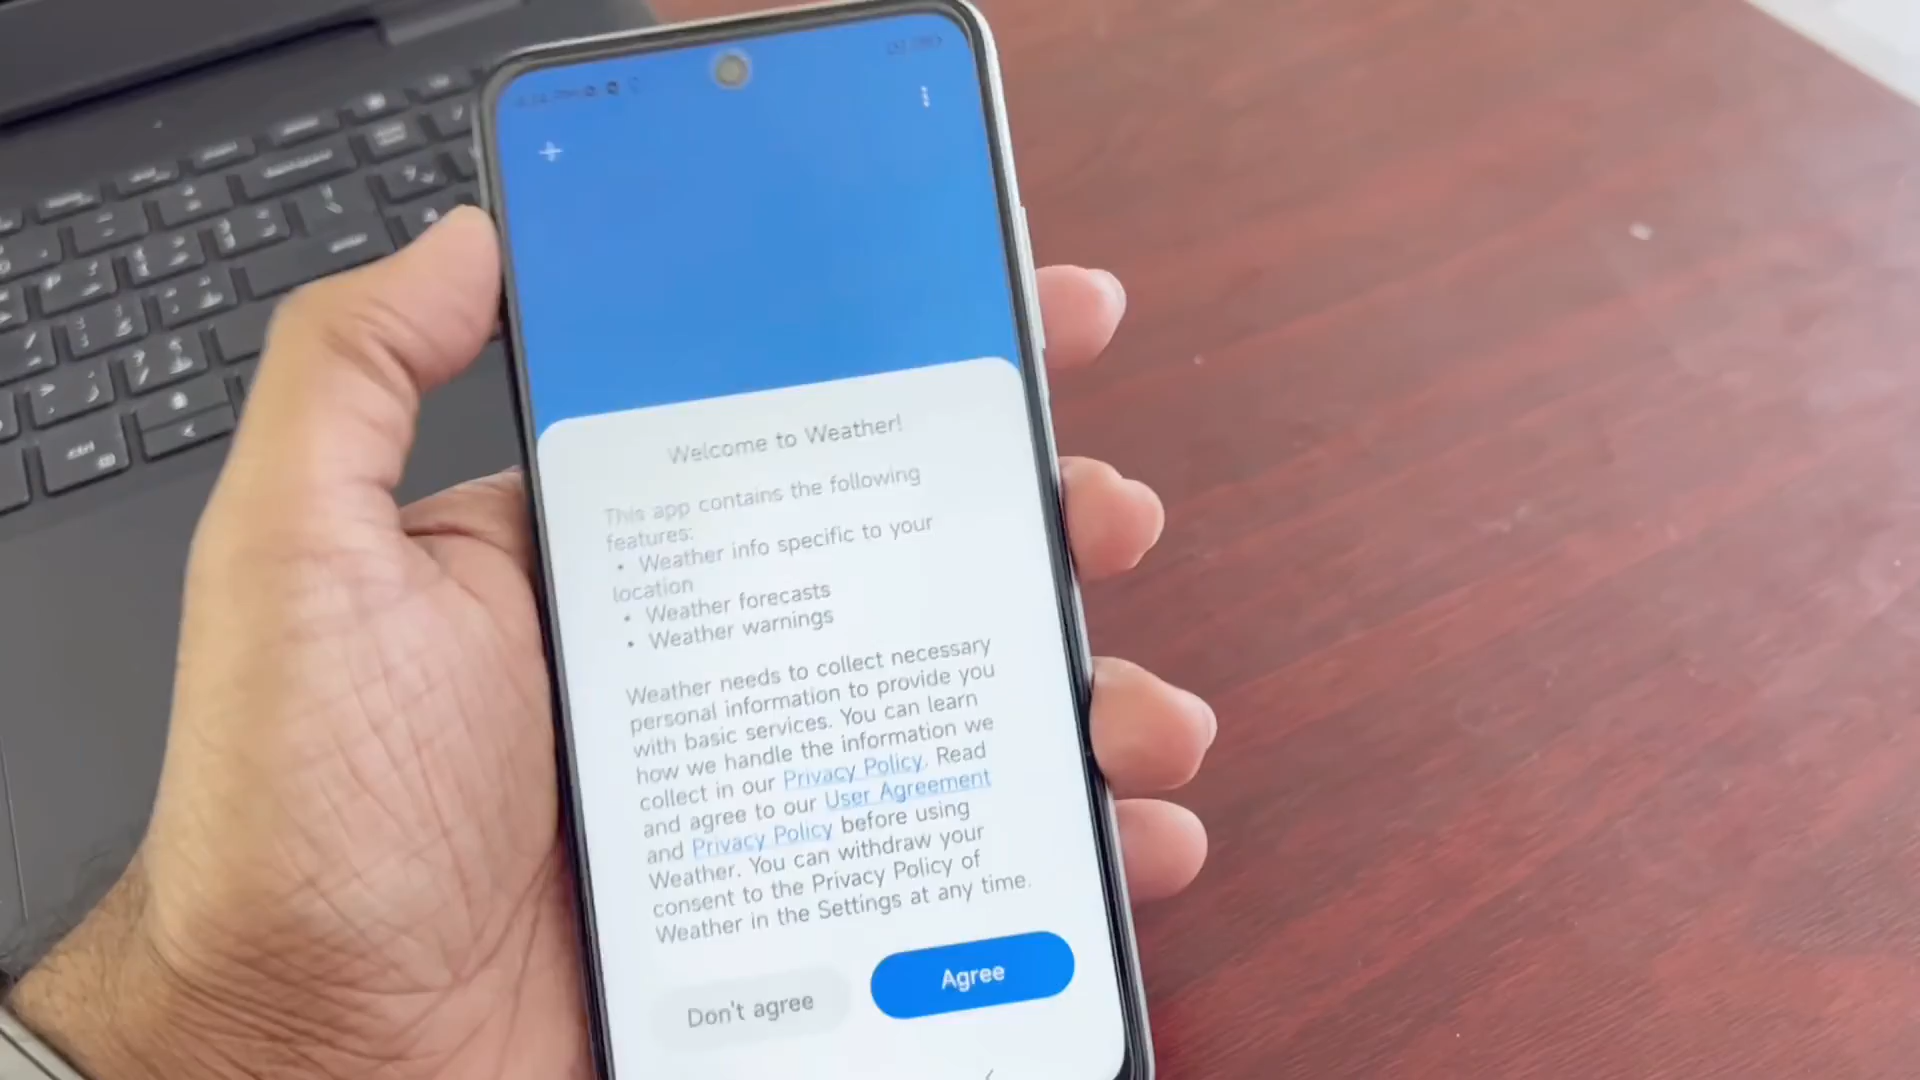 Welcome to Weather!
This app contains the following
features:
• Weather info specific to your
location
• Weather forecasts
• Weather warnings
Weather needs to collect necessary
personal information to provide you
with basic services. You can learn
how we handle the information we
collect in our Privacy Policy. Read
and agree to our User Agreement
and Privacy Policy before using
Weather. You can withdraw your
consent to the Privacy Policy of
Weather in the Settings at any time.
Don't agree
Agree
ctrl